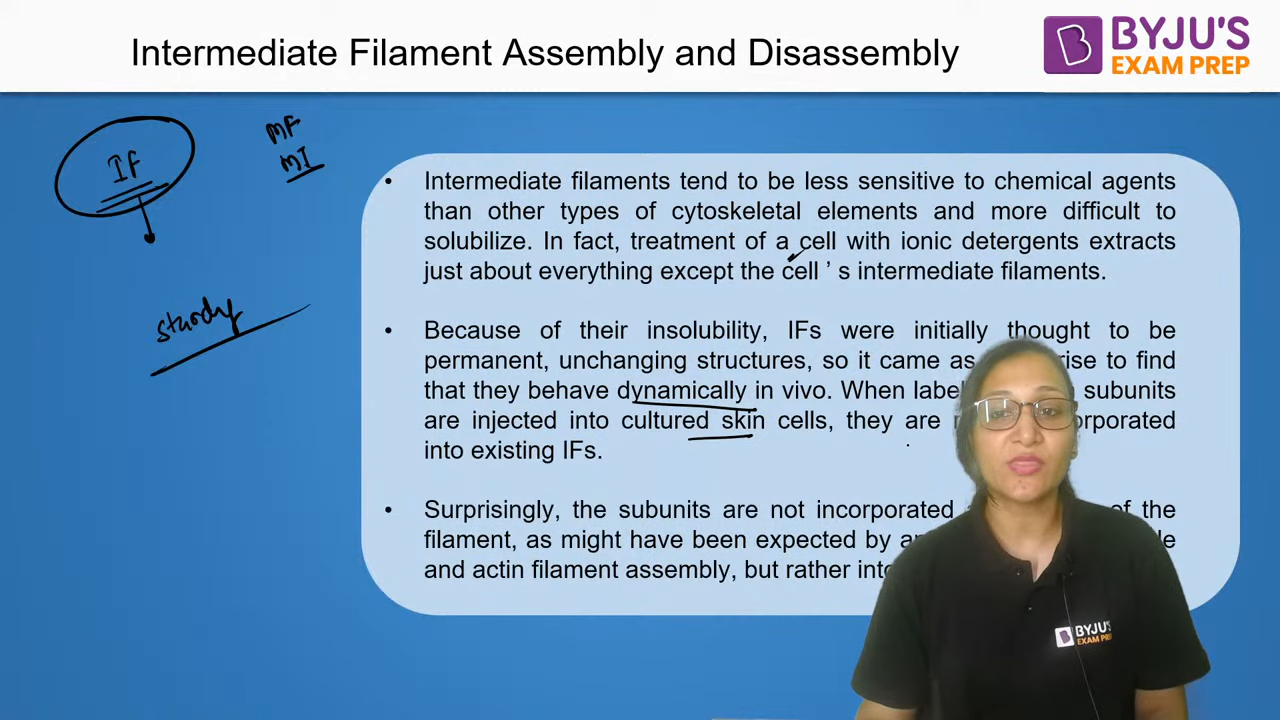 Intermediate Filament Assembly and Disassembly
BYJU'S
EXAM PREP
IF
MF
MI
sturdy
• Intermediate filaments tend to be less sensitive to chemical agents
than other types of cytoskeletal elements and more difficult to
solubilize. In fact, treatment of a cell with ionic detergents extracts
just about everything except the cell ' s intermediate filaments.
• Because of their insolubility, IFs were initially thought to be
permanent, unchanging structures, so it came as
that they behave dynamically in vivo. When subunits
are injected into cultured skin cells, they are
into existing IFs.
• Surprisingly, the subunits are not incorporated of the
filament, as might have been expected by
and actin filament assembly, but rather
BYJU'S
EXAM PREP